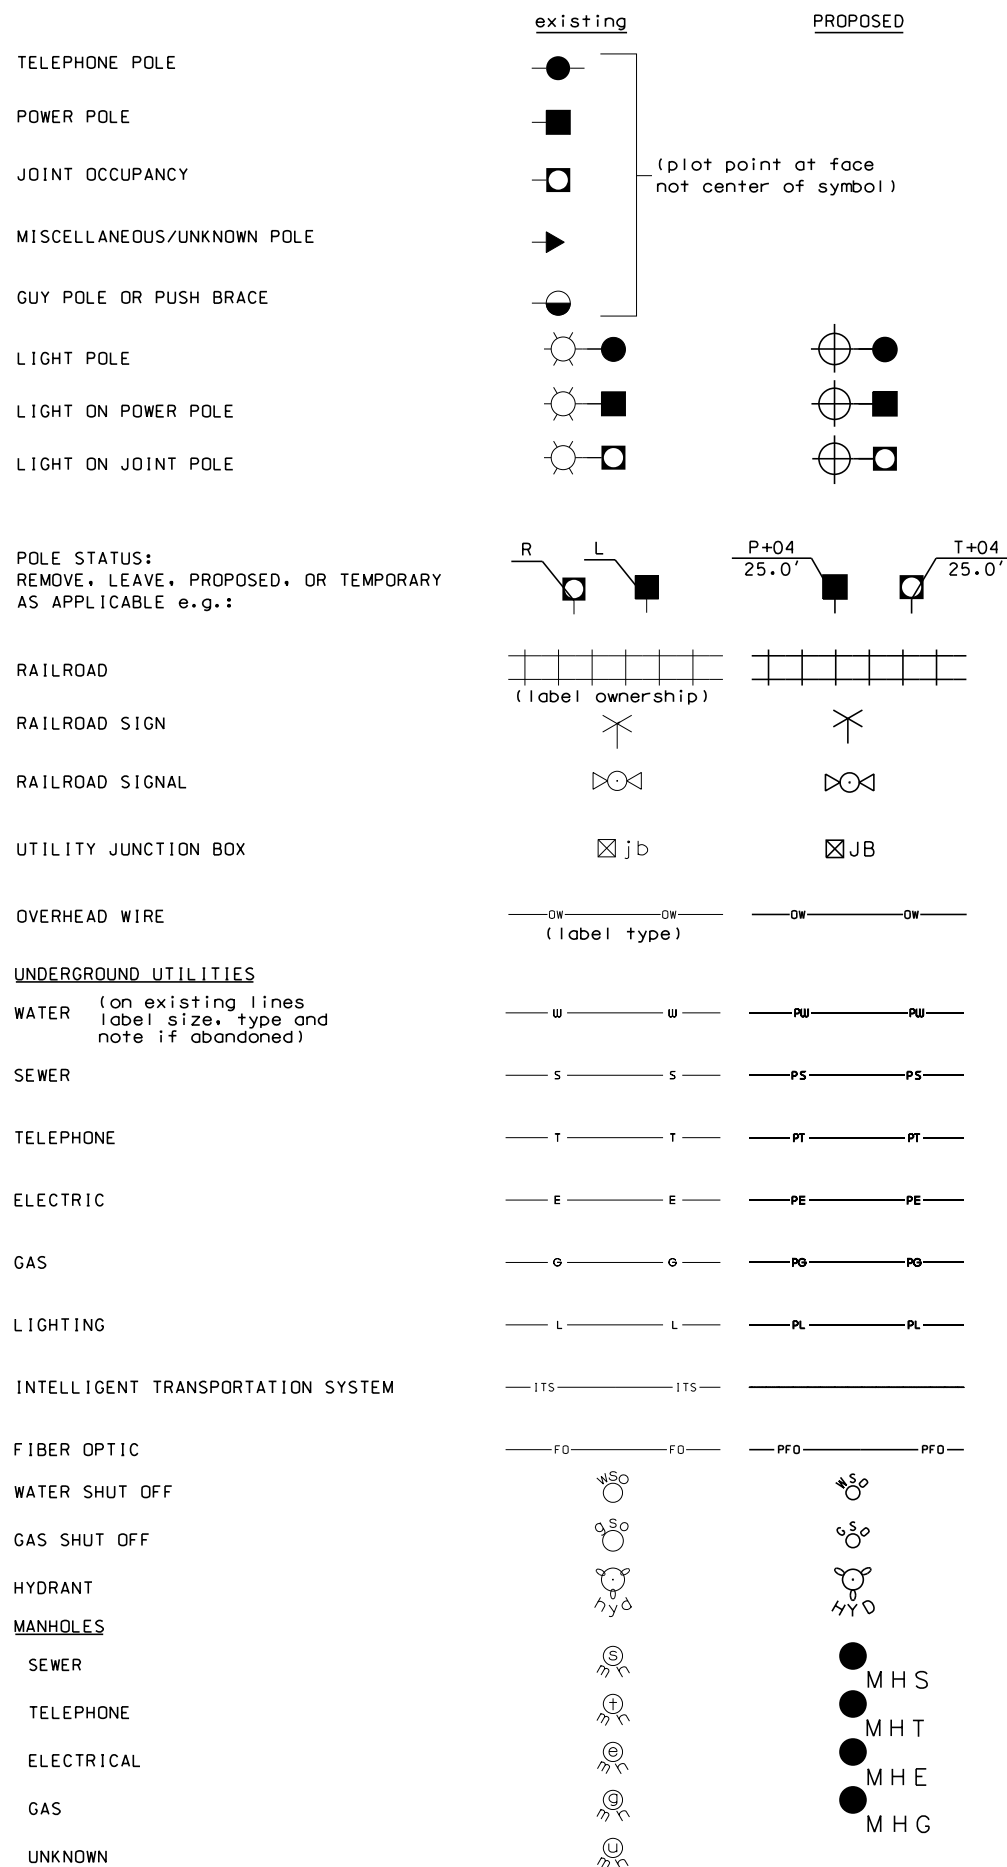 existing PROPOSED
TELEPHONE POLE
POWER POLE
(plot point at face
JOINT OCCUPANCY
not center of symbol)
MISCELLANEOUS/UNKNOWN POLE
GUY POLE OR PUSH BRACE
LIGHT POLE
LIGHT ON POWER POLE
LIGHT ON JOINT POLE
POLE STATUS:
REMOVE, LEAVE, PROPOSED, OR TEMPORARY
AS APPLICABLE e.g.:
R L P+04 T+04
25.0' 25.0'
RAILROAD
(label ownership)
RAILROAD SIGN
RAILROAD SIGNAL
UTILITY JUNCTION BOX jb JB
OVERHEAD WIRE OW OW OW OW
(label type)
UNDERGROUND UTILITIES
WATER (on existing lines
label size, type and
note if abandoned)
W W PW PW
SEWER S S PS PS
TELEPHONE T T PT PT
ELECTRIC E E PE PE
GAS G G PG PG
LIGHTING L L PL PL
INTELLIGENT TRANSPORTATION SYSTEM ITS ITS
FIBER OPTIC FO FO PFO PFO
WATER SHUT OFF wso WSO
GAS SHUT OFF gso GSO
HYDRANT hyd HYD
MANHOLES
SEWER s mh MHS
TELEPHONE t mh MHT
ELECTRICAL e mh MHE
GAS g mh MHG
UNKNOWN u mh